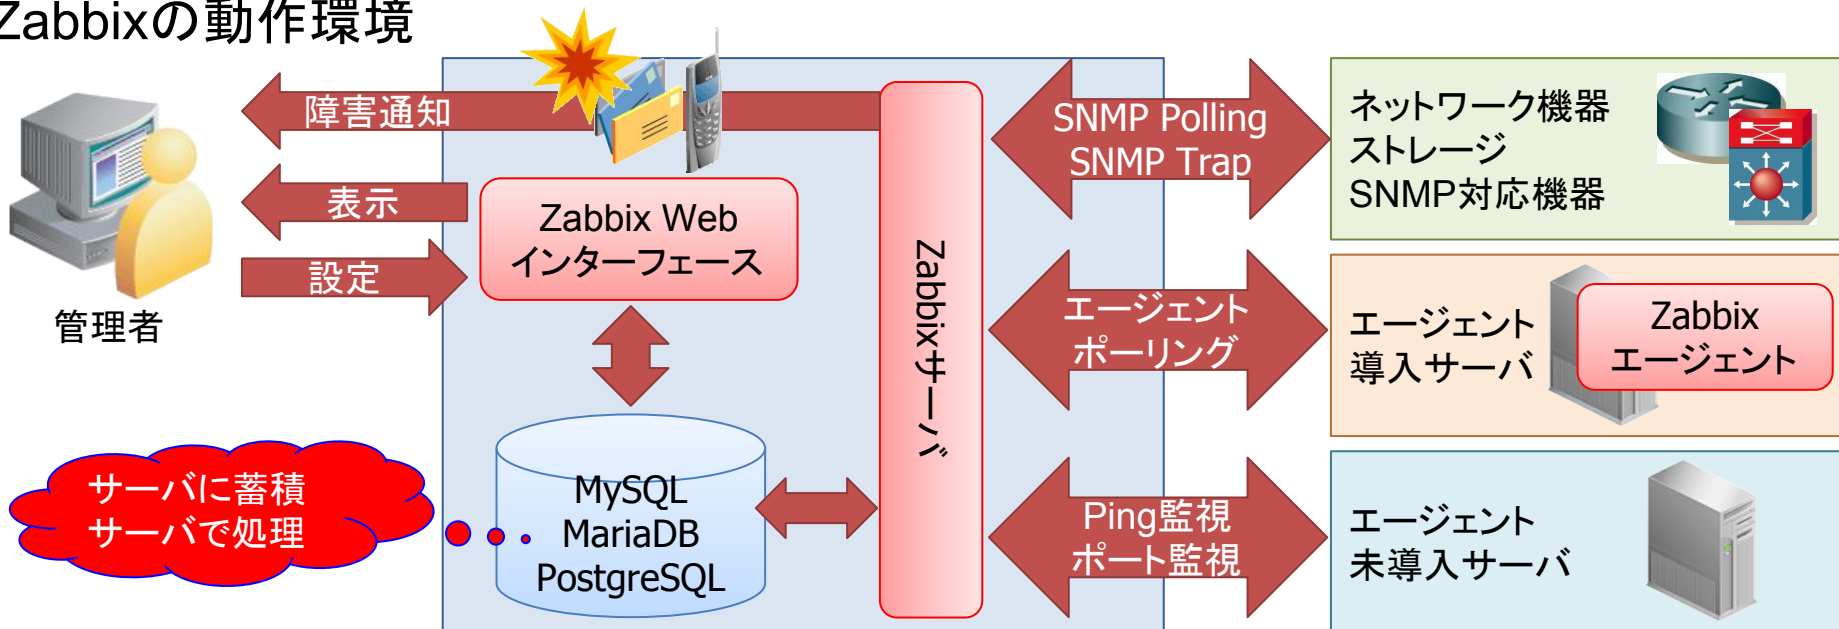 Zabbixの動作環境
障害通知
表示
設定
管理者
Zabbix Web
インターフェース
MySQL
MariaDB
PostgreSQL
サーバに蓄積
サーバで処理
Zabbixサーバ
SNMP Polling
SNMP Trap
エージェント
ポーリング
Ping監視
ポート監視
ネットワーク機器
ストレージ
SNMP対応機器
エージェント
導入サーバ
Zabbix
エージェント
エージェント
未導入サーバ